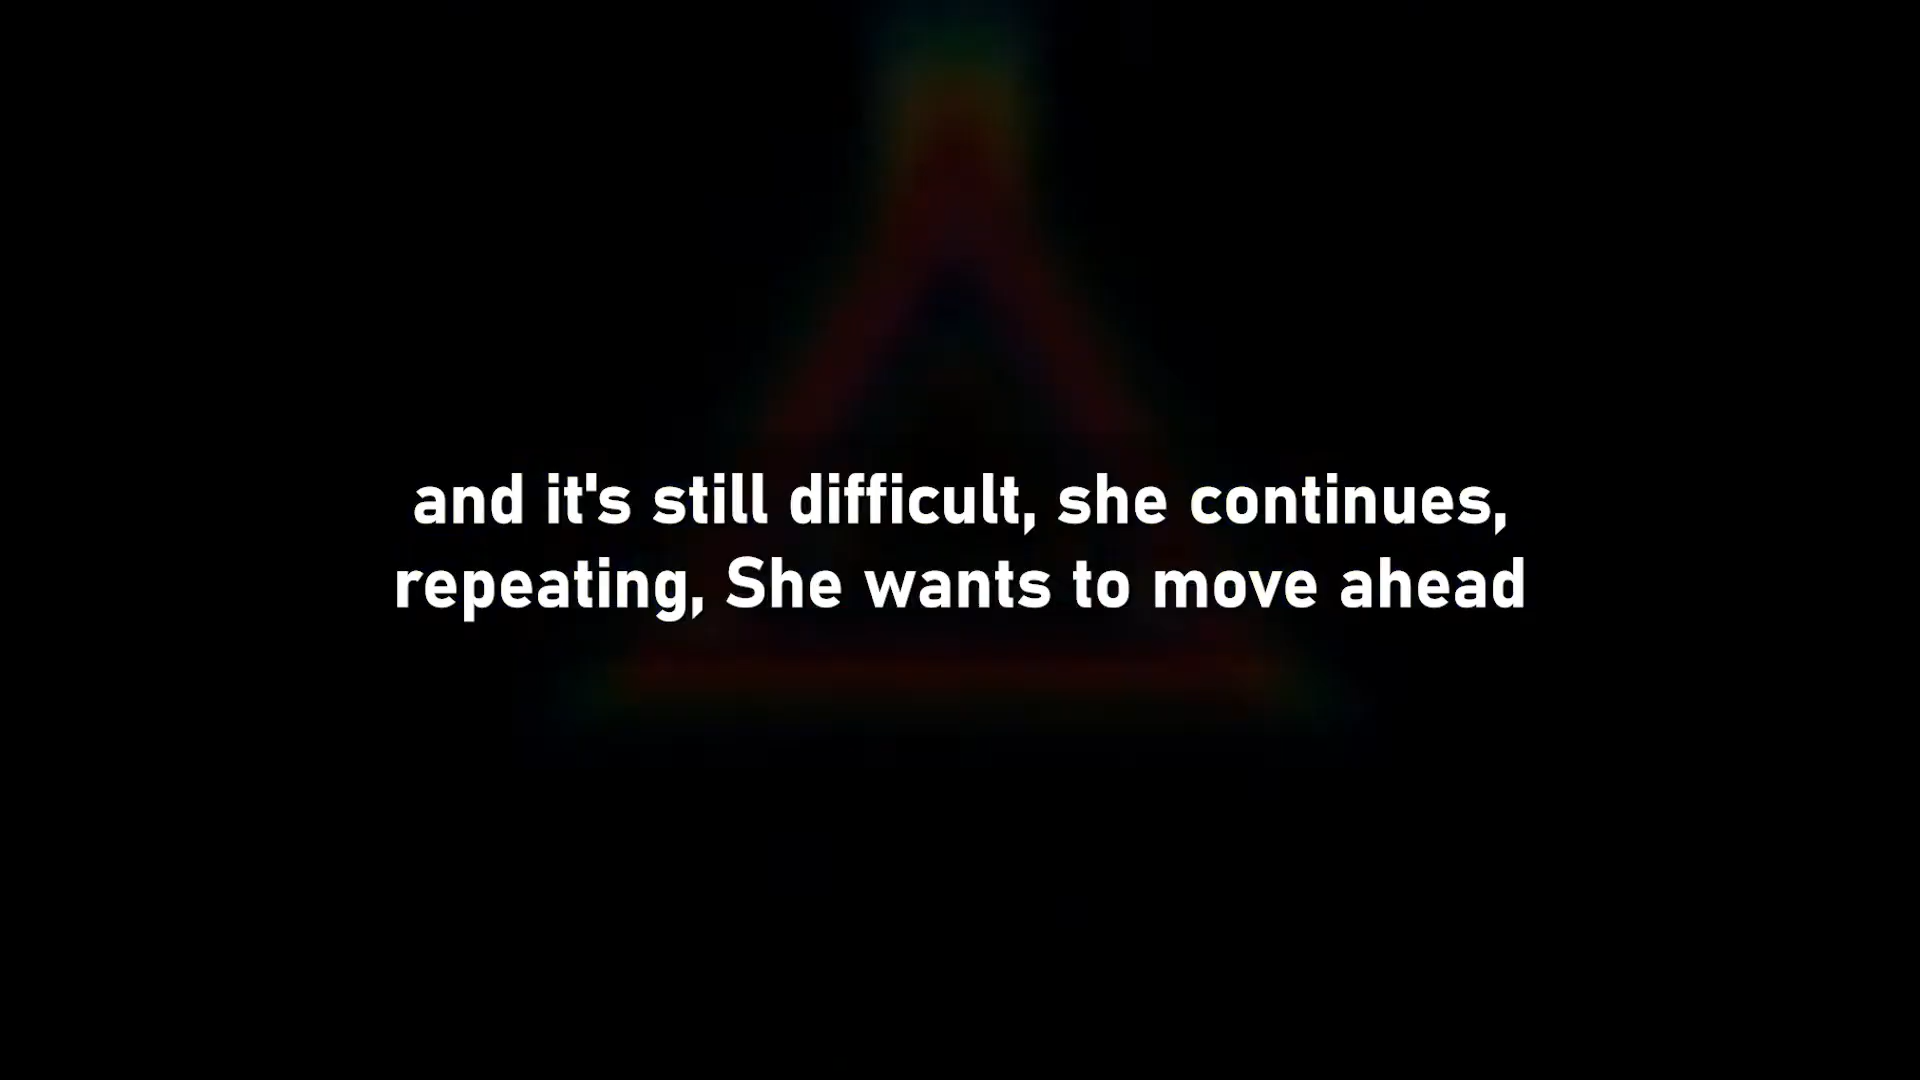 and it's still difficult, she continues,
repeating, She wants to move ahead